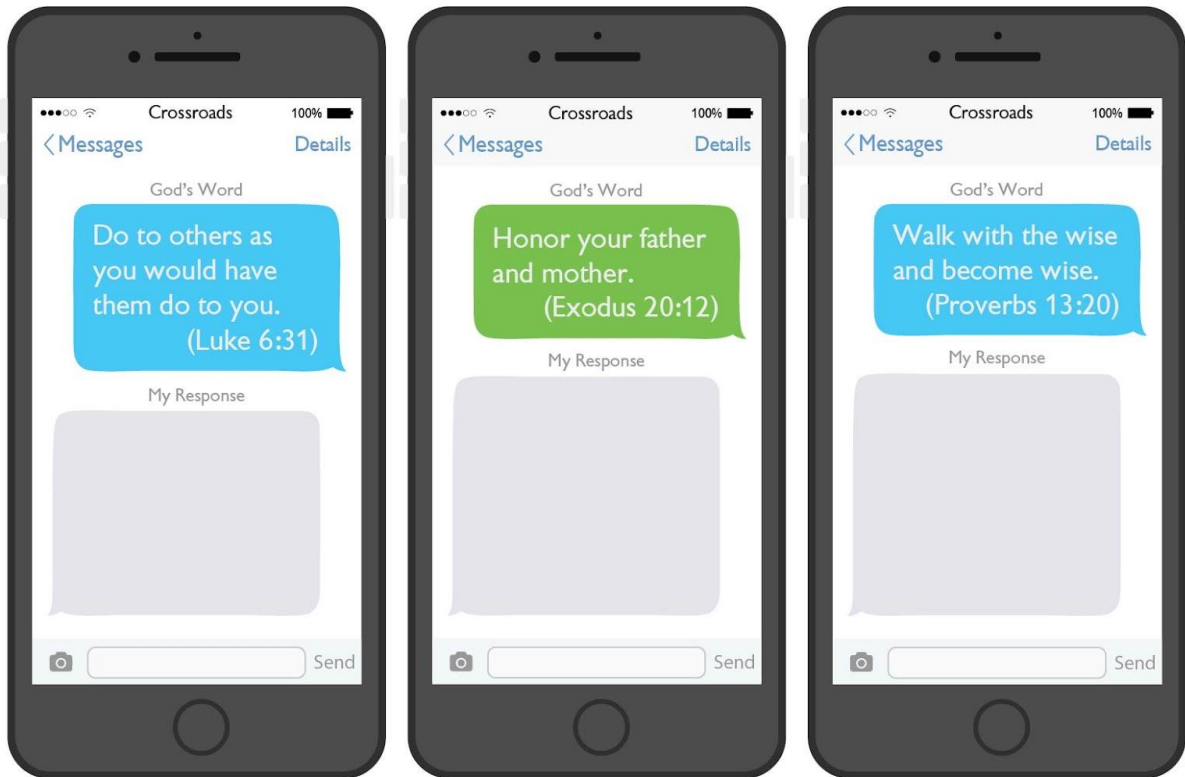 Crossroads 100%
Messages Details
God's Word
Do to others as
you would have
them do to you.
(Luke 6:31)
My Response
Send
Crossroads 100%
Messages Details
God's Word
Honor your father
and mother.
(Exodus 20:12)
My Response
Send
Crossroads 100%
Messages Details
God's Word
Walk with the wise
and become wise.
(Proverbs 13:20)
My Response
Send